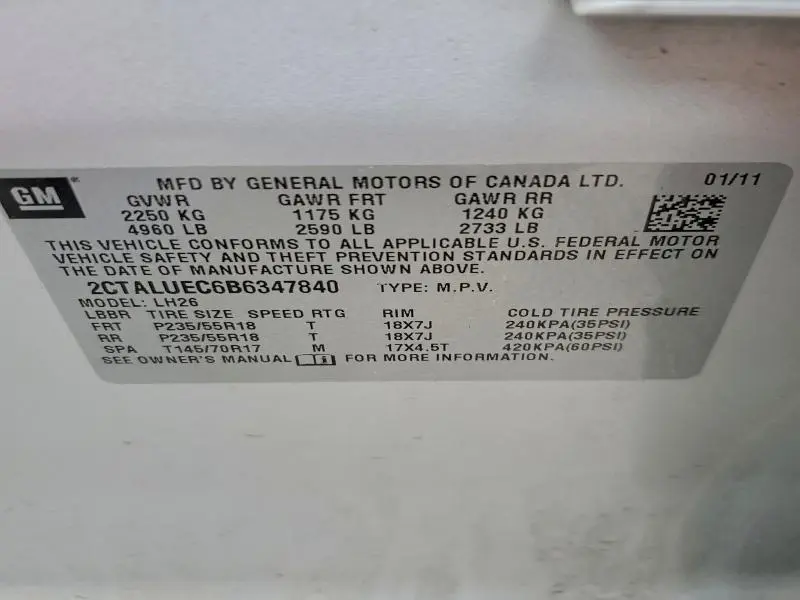 GM® MFD BY GENERAL MOTORS OF CANADA LTD. 01/11
GVWR GAWR FRT GAWR RR
2250 KG 1175 KG 1240 KG
4960 LB 2590 LB 2733 LB
THIS VEHICLE CONFORMS TO ALL APPLICABLE U.S. FEDERAL MOTOR
VEHICLE SAFETY AND THEFT PREVENTION STANDARDS IN EFFECT ON
THE DATE OF MANUFACTURE SHOWN ABOVE.
2CTALUEC6B6347840 TYPE: M.P.V.
MODEL: LH26
LBBR TIRE SIZE SPEED RTG RIM COLD TIRE PRESSURE
FRT P235/55R18 T 18X7J 240KPA(35PSI)
RR P235/55R18 T 18X7J 240KPA(35PSI)
SPA T145/70R17 M 17X4.5T 420KPA(60PSI)
SEE OWNER'S MANUAL FOR MORE INFORMATION.